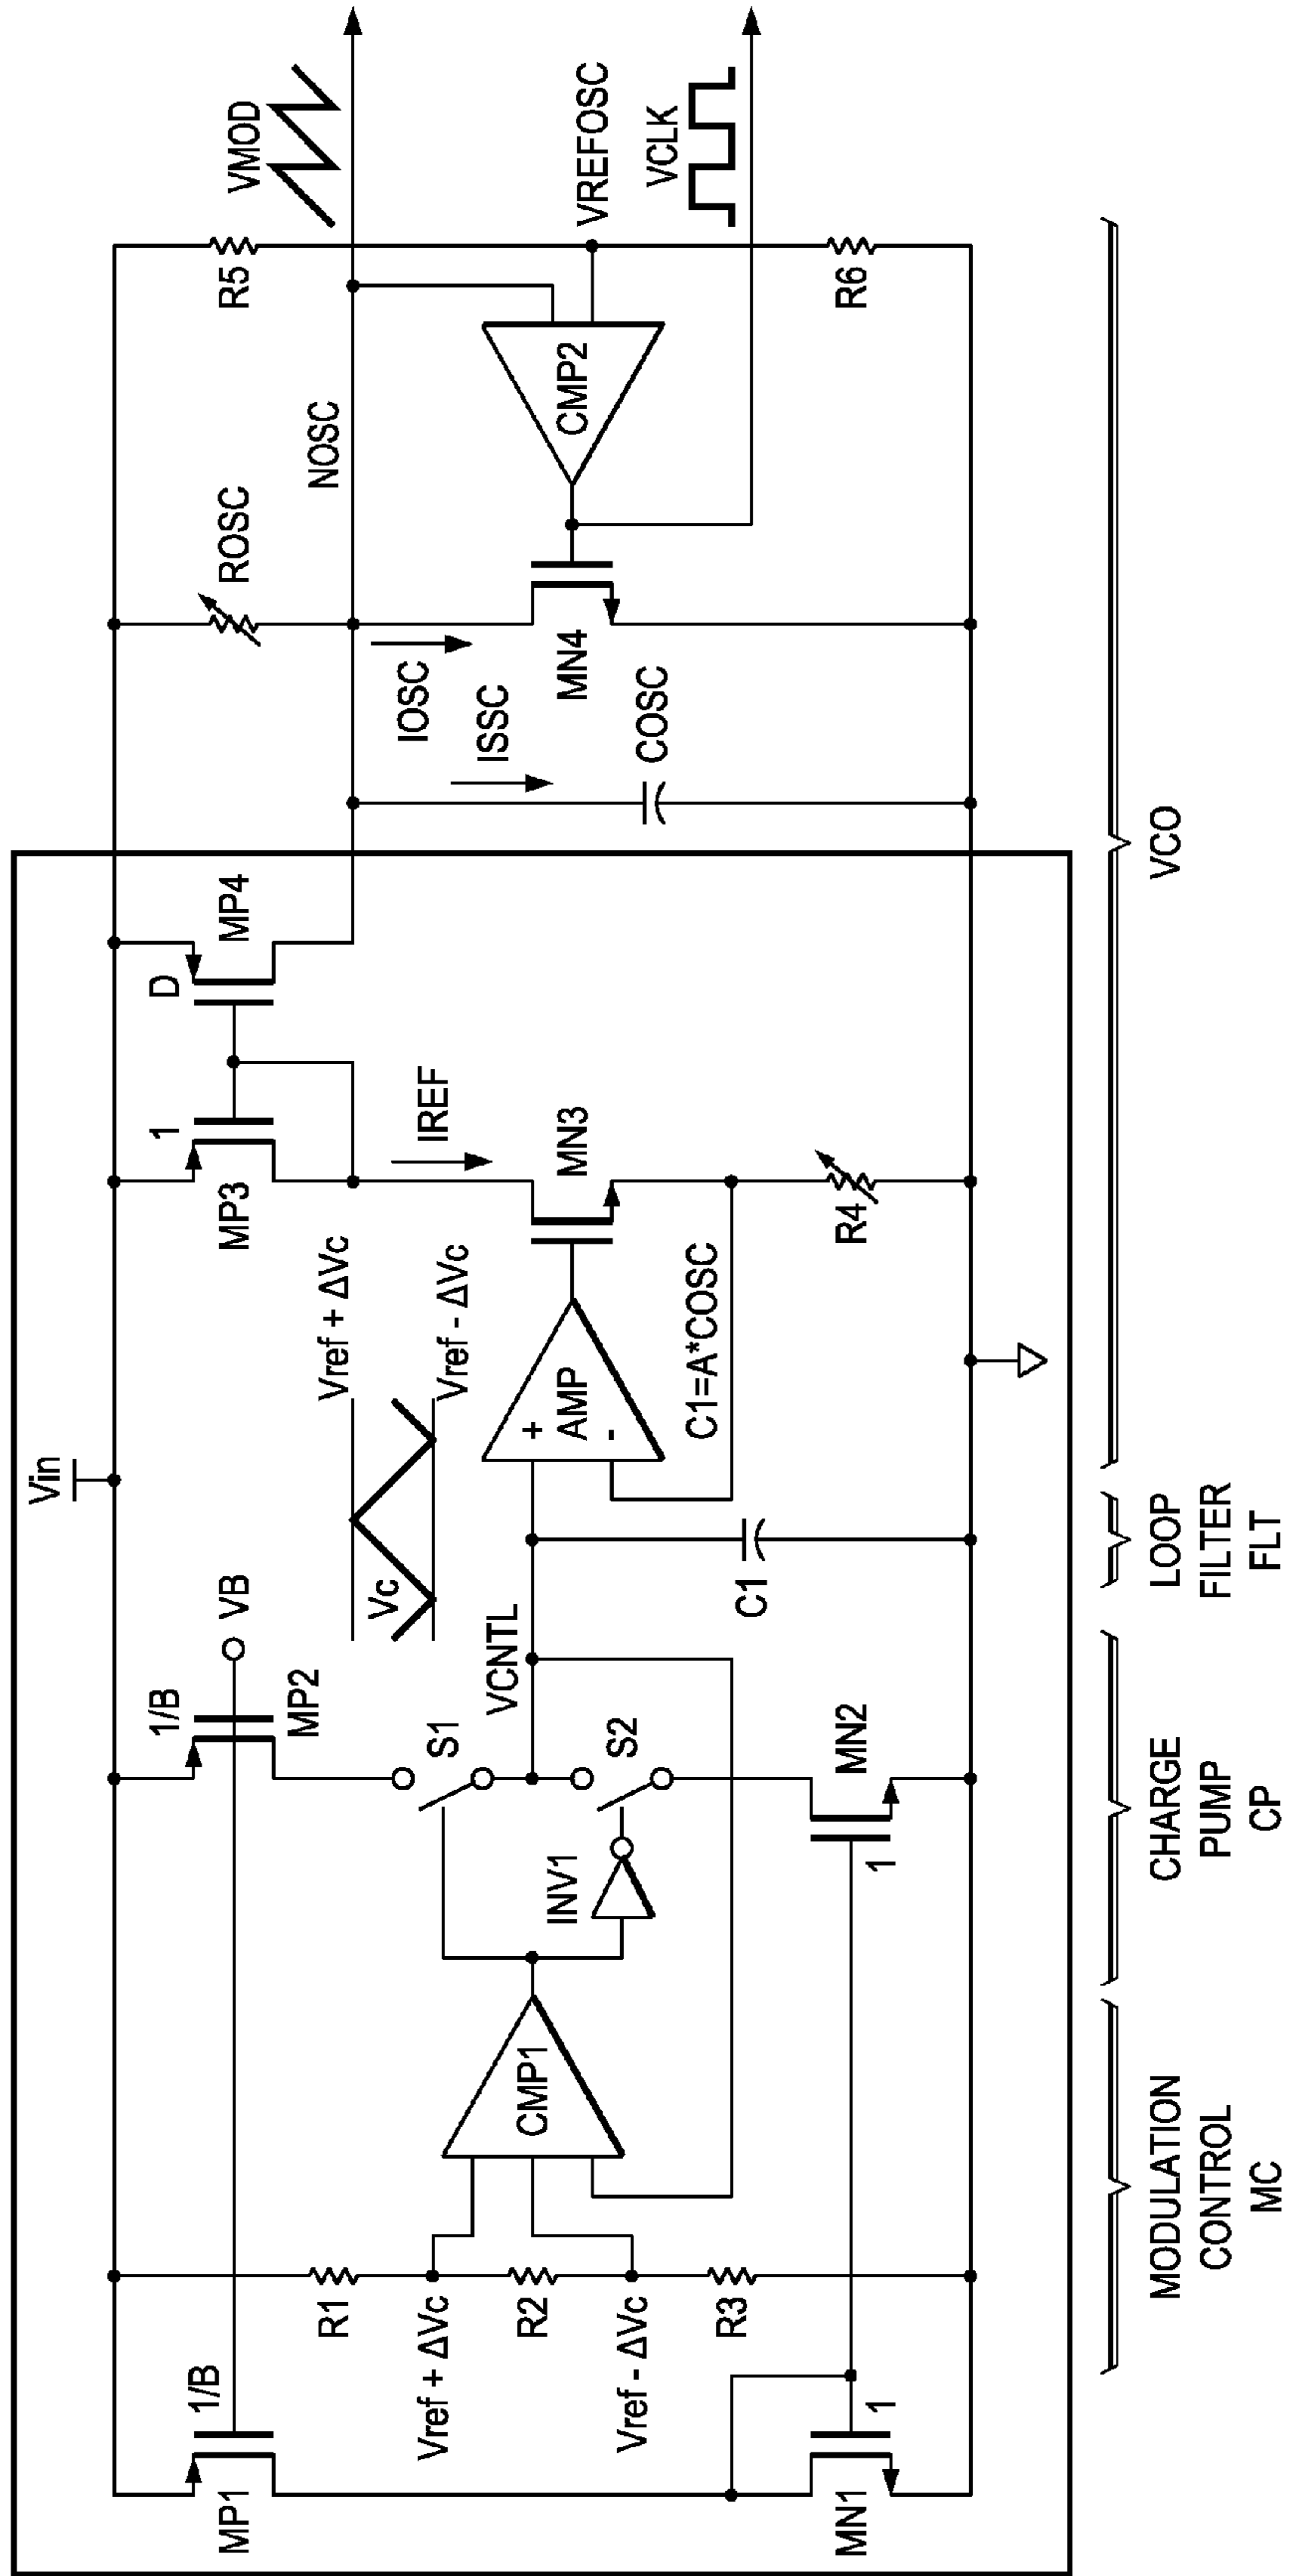 Vin
MP1
1/B
R1
Vref + ΔVc
R2
Vref - ΔVc
R3
MN1
1
CMP1
INV1
1/B
VB
MP2
S1
VCNTL
S2
MN2
1
Vc
Vref + ΔVc
Vref - ΔVc
C1
+
AMP
-
C1=A*COSC
MP3
1
IREF
MN3
R4
D
MP4
ISSC
COSC
IOSC
ROSC
NOSC
MN4
CMP2
R5
R6
VMOD
VREFOSC
VCLK
MODULATION
CONTROL
MC
CHARGE
PUMP
CP
LOOP
FILTER
FLT
VCO